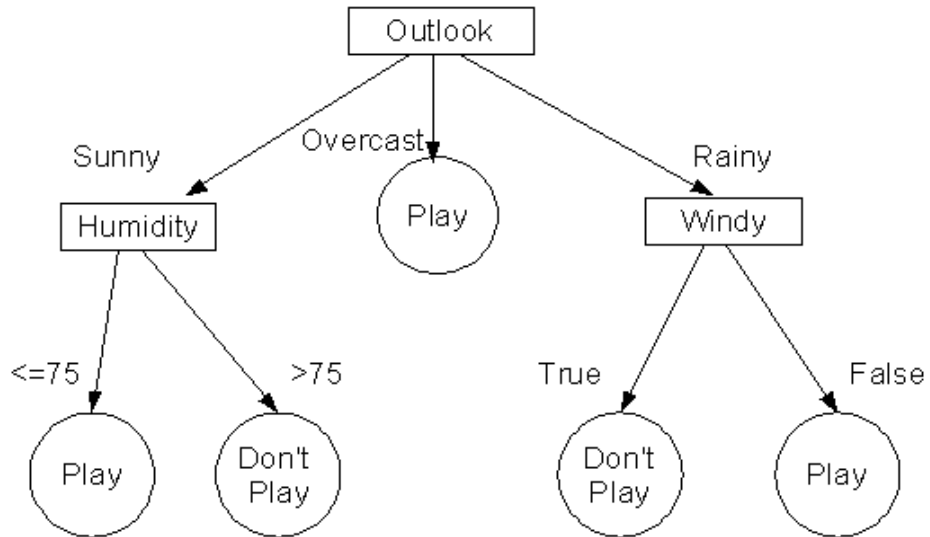 Outlook
Sunny
Overcast
Rainy
Humidity
Play
Windy
<=75
>75
True
False
Play
Don't
Play
Don't
Play
Play